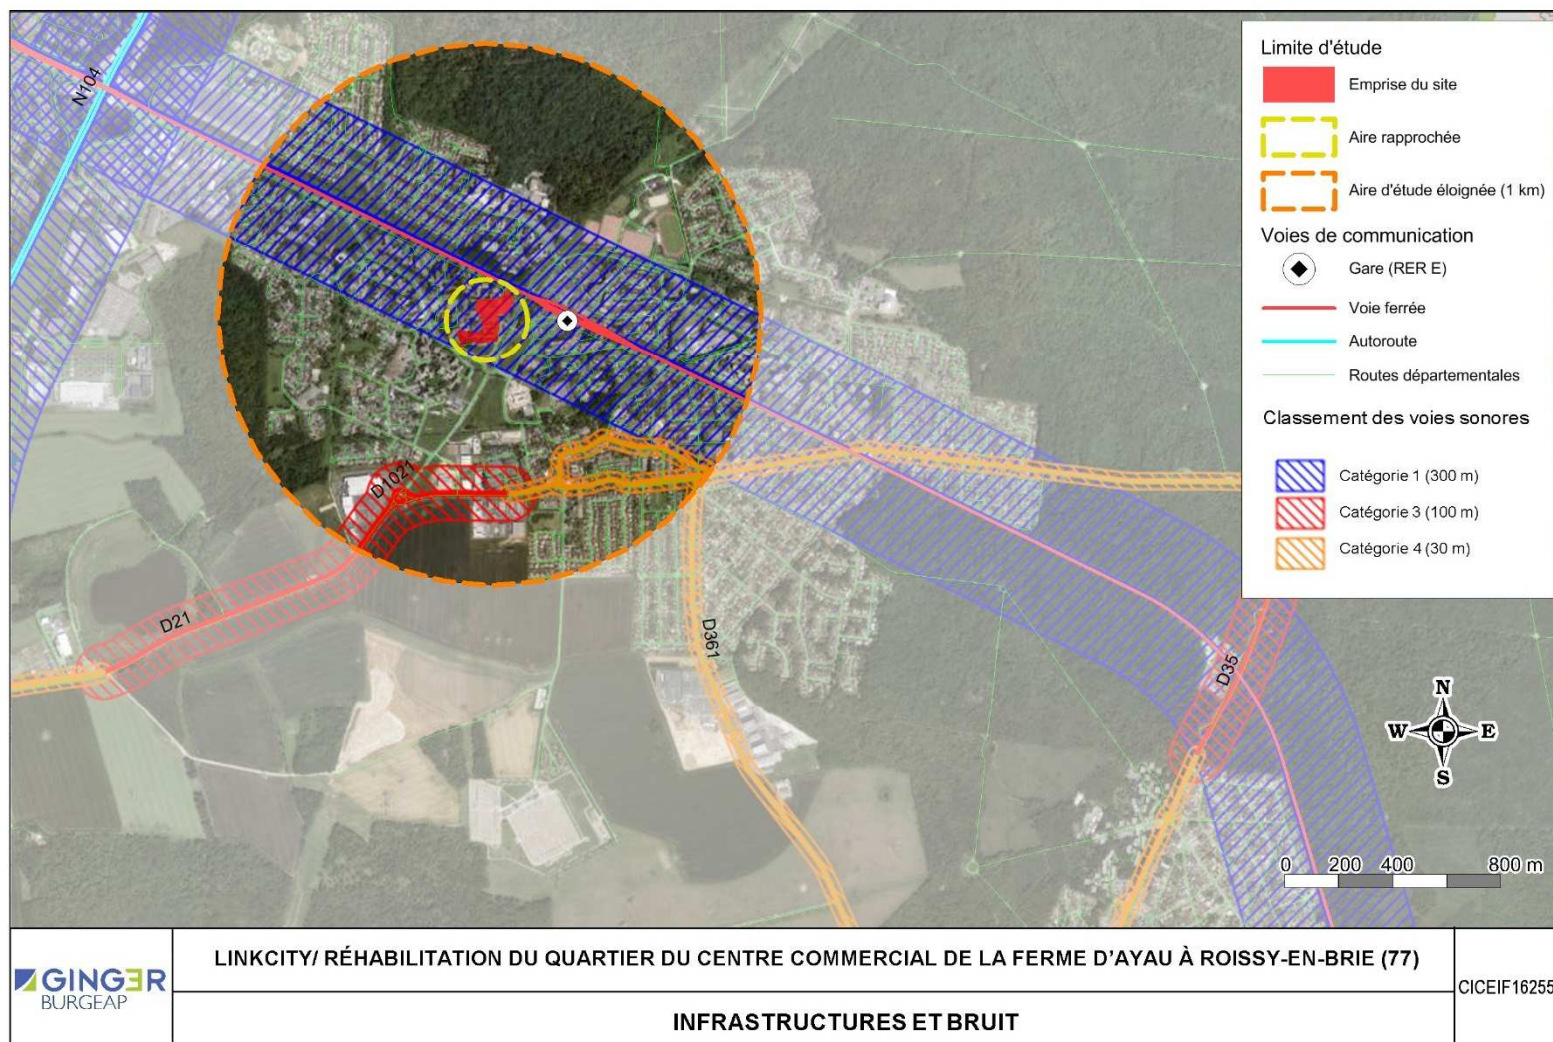 N104
D1021
D21
D361
D35
Limite d'étude
Emprise du site
Aire rapprochée
Aire d'étude éloignée (1 km)
Voies de communication
Gare (RER E)
Voie ferrée
Autoroute
Routes départementales
Classement des voies sonores
Catégorie 1 (300 m)
Catégorie 3 (100 m)
Catégorie 4 (30 m)
N
W
E
S
0 200 400 800 m
GINGER
BURGEAP
LINKCITY/ RÉHABILITATION DU QUARTIER DU CENTRE COMMERCIAL DE LA FERME D'AYAU À ROISSY-EN-BRIE (77)
INFRASTRUCTURES ET BRUIT
CICEIF16255